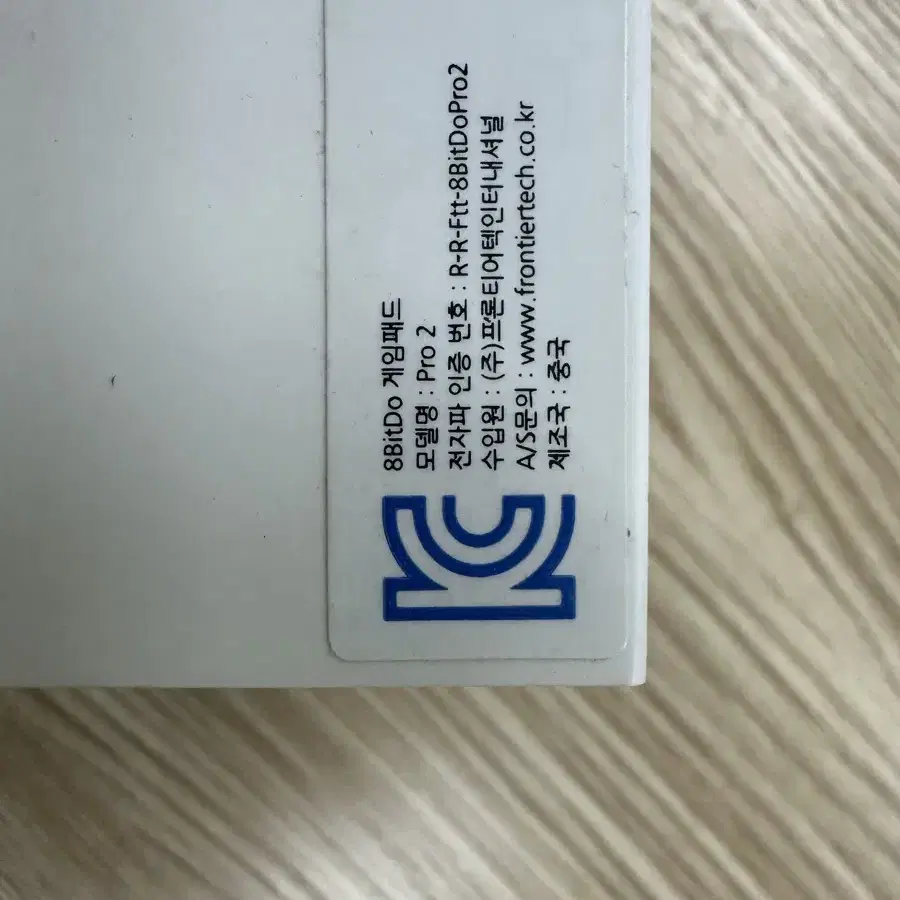 8BitDo 게임패드
모델명 : Pro 2
전자파 인증 번호 : R-R-Ftt-8BitDoPro2
수입원 : (주)프론티어텍인터내셔널
A/S문의 : www.frontiertech.co.kr
제조국 : 중국
KC